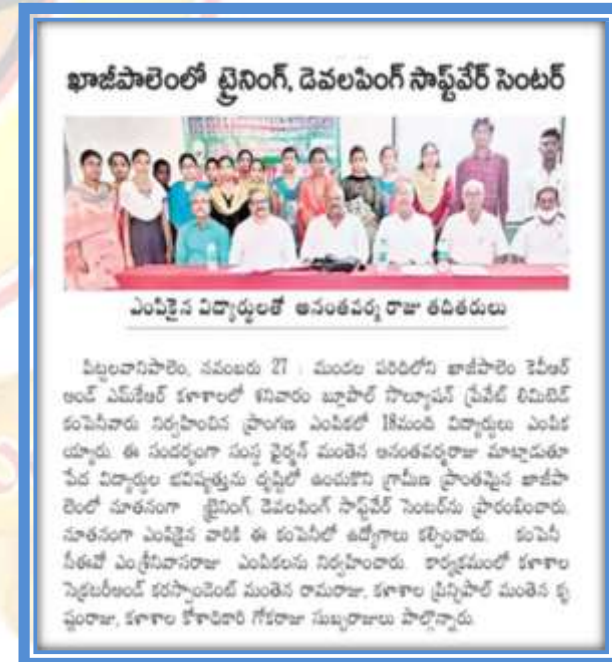 ఖాజీపాలెంలో ట్రైనింగ్, డెవలపింగ్ సాఫ్ట్‌వేర్ సెంటర్
ఎంపికైన విద్యార్థులతో అనంతవర్మ రాజు తదితరులు
పిట్టలవానిపాలెం, నవంబరు 27 : మండల పరిధిలోని ఖాజీపాలెం కెవీఆర్
అండ్ ఎమ్‌కేఆర్ కళాశాలలో శనివారం బ్లూపాల్ సొల్యూషన్ ప్రైవేట్ లిమిటెడ్
కంపెనీవారు నిర్వహించిన ప్రాంగణ ఎంపికలో 18మంది విద్యార్థులు ఎంపిక
య్యారు. ఈ సందర్భంగా సంస్థ ఛైర్మన్ మంతెన అనంతవర్మరాజు మాట్లాడుతూ
పేద విద్యార్థుల భవిష్యత్తును దృష్టిలో ఉంచుకొని గ్రామీణ ప్రాంతమైన ఖాజీపా
లెంలో నూతనంగా ట్రైనింగ్, డెవలపింగ్ సాఫ్ట్‌వేర్ సెంటర్‌ను ప్రారంభించారు.
నూతనంగా ఎంపికైన వారికి ఈ కంపెనీలో ఉద్యోగాలు కల్పించారు. కంపెనీ
సీఈవో ఎం.శ్రీనివాసరాజు ఎంపికలను నిర్వహించారు. కార్యక్రమంలో కళాశాల
సెక్రటరీఅండ్ కరస్పాండెంట్ మంతెన రామరాజు, కళాశాల ప్రిన్సిపాల్ మంతెన కృ
ష్ణంరాజు, కళాశాల కోశాధికారి గోకరాజు సుబ్బరాజులు పాల్గొన్నారు.